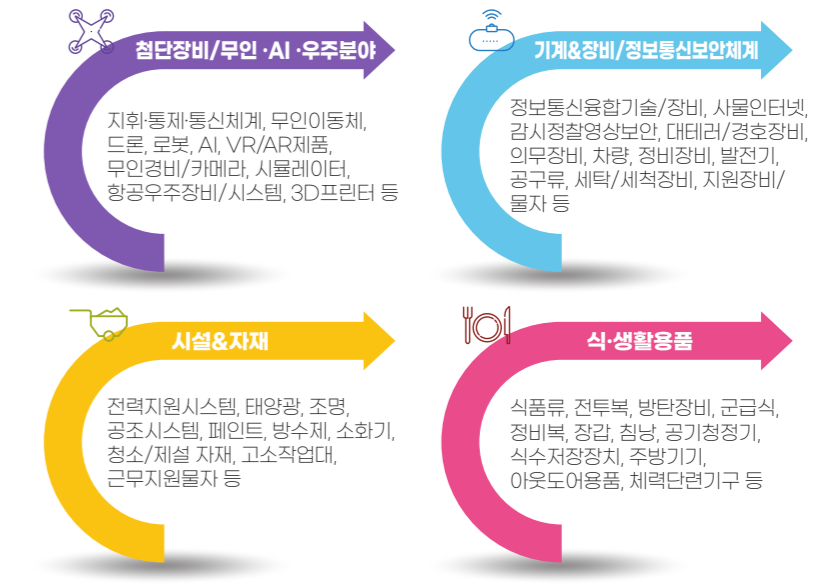 첨단장비/무인 ·AI ·우주분야
지휘·통제·통신체계, 무인이동체,
드론, 로봇, AI, VR/AR제품,
무인경비/카메라, 시뮬레이터,
항공우주장비/시스템, 3D프린터 등
기계&장비/정보통신보안체계
정보통신융합기술/장비, 사물인터넷,
감시정찰영상보안, 대테러/경호장비,
의무장비, 차량, 정비장비, 발전기,
공구류, 세탁/세척장비, 지원장비/
물자 등
시설&자재
전력지원시스템, 태양광, 조명,
공조시스템, 페인트, 방수제, 소화기,
청소/제설 자재, 고소작업대,
근무지원물자 등
식·생활용품
식품류, 전투복, 방탄장비, 군급식,
정비복, 장갑, 침낭, 공기청정기,
식수저장장치, 주방기기,
아웃도어용품, 체력단련기구 등